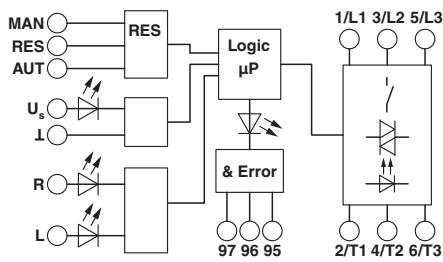 MAN
RES
AUT
RES
Us
⊥
R
L
Logic
µP
& Error
97 96 95
1/L1 3/L2 5/L3
2/T1 4/T2 6/T3